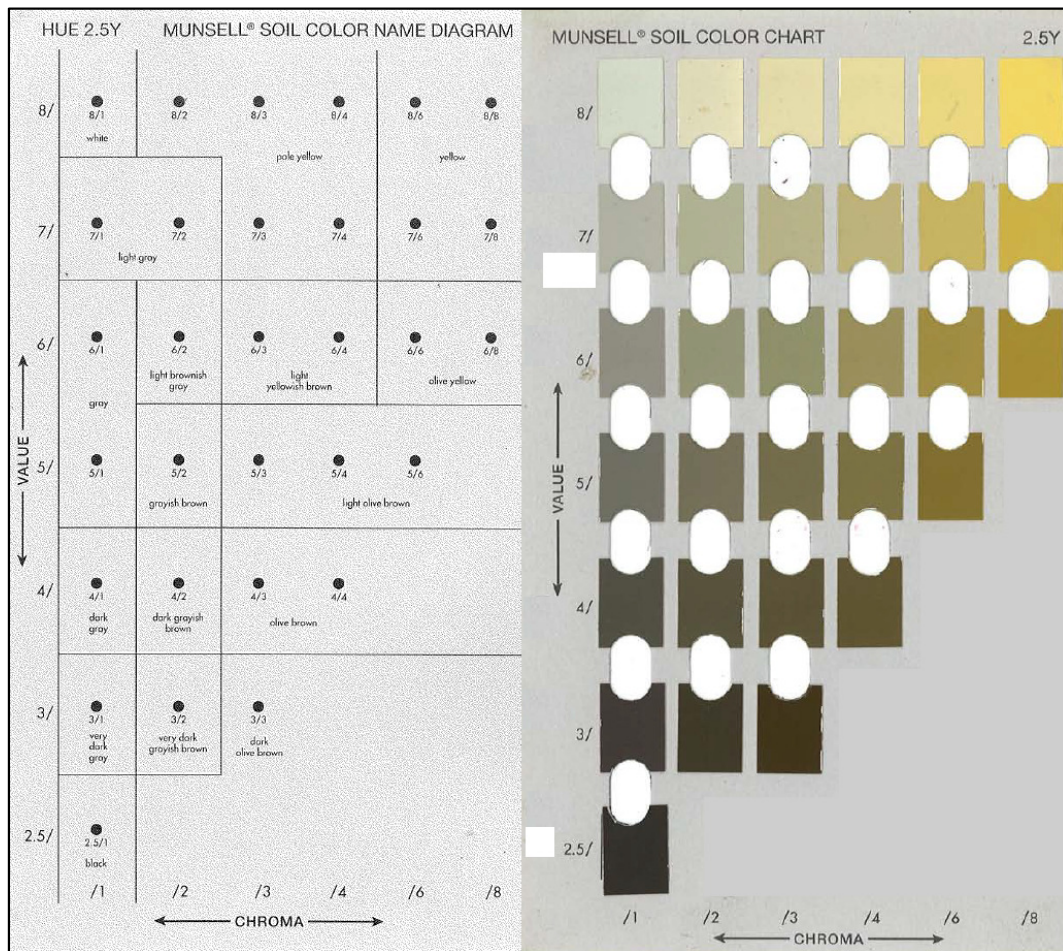 HUE 2.5Y MUNSELL® SOIL COLOR NAME DIAGRAM
8/
8/1 8/2 8/3 8/4 8/6 8/8
white
pale yellow yellow
7/
7/1 7/2 7/3 7/4 7/6 7/8
light gray
6/
6/1 6/2 6/3 6/4 6/6 6/8
light brownish
gray
light
yellowish brown
olive yellow
gray
VALUE
5/
5/1 5/2 5/3 5/4 5/6
grayish brown light olive brown
4/
4/1 4/2 4/3 4/4
dark
gray
dark grayish
brown
olive brown
3/
3/1 3/2 3/3
very
dark
gray
very dark
grayish brown
dark
olive brown
2.5/
2.5/1
black
/1 /2 /3 /4 /6 /8
CHROMA
MUNSELL® SOIL COLOR CHART 2.5Y
8/
7/
6/
VALUE
5/
4/
3/
2.5/
/1 /2 /3 /4 /6 /8
CHROMA